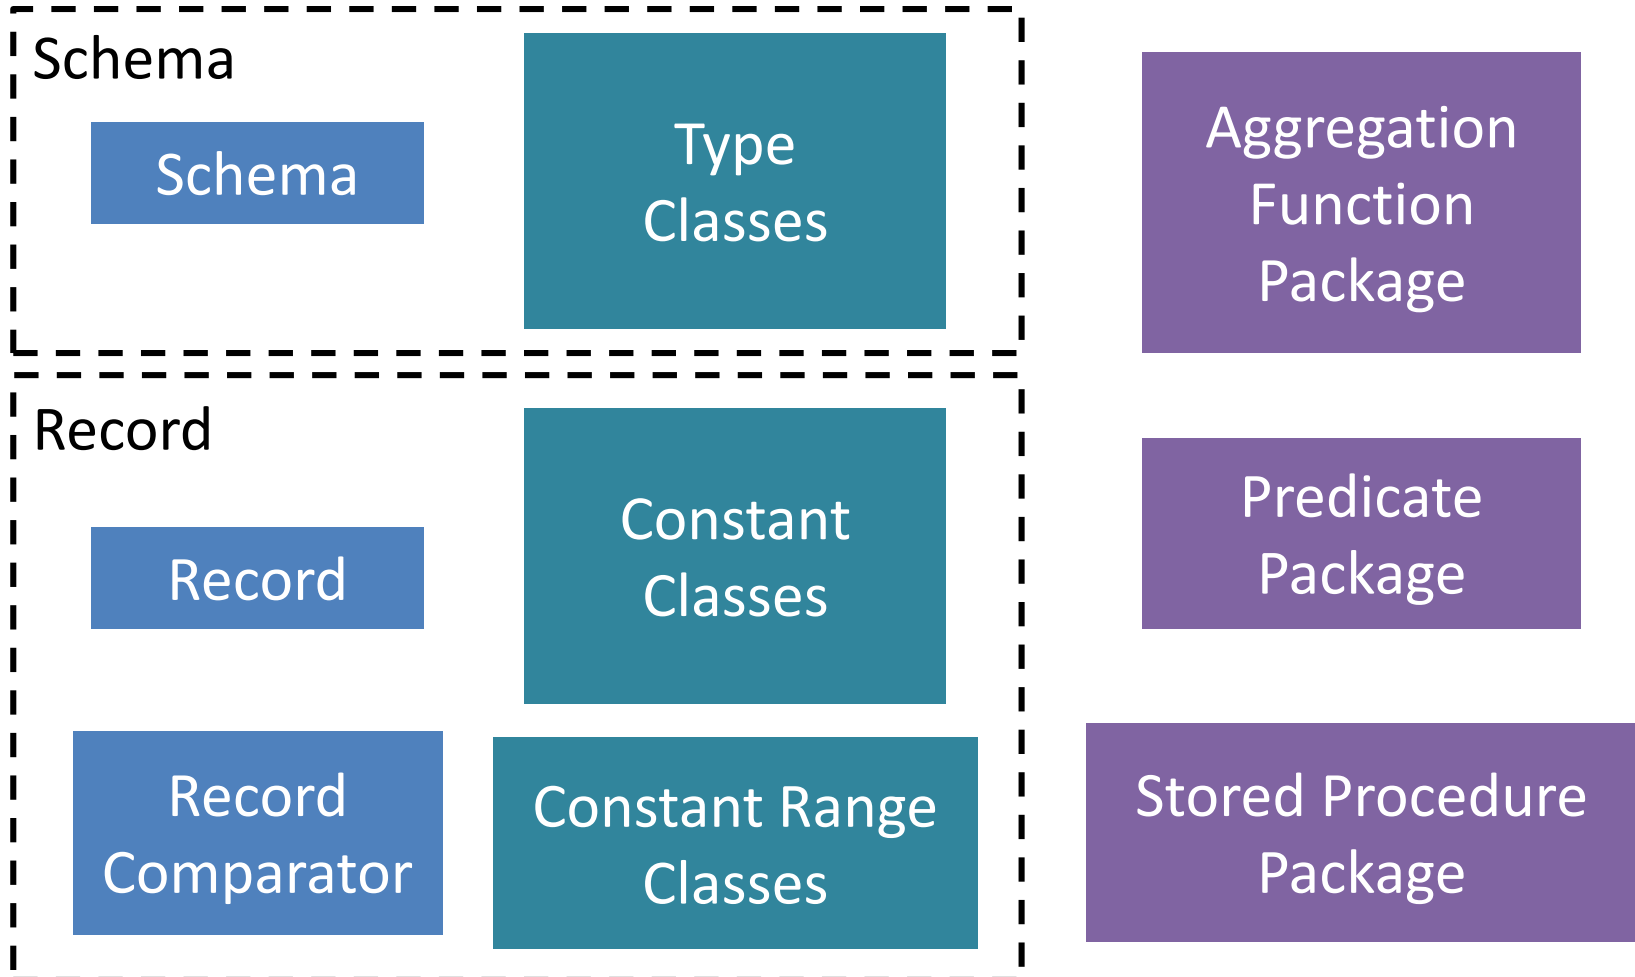 Schema
Schema
Type
Classes
Aggregation
Function
Package
Record
Record
Constant
Classes
Predicate
Package
Record
Comparator
Constant Range
Classes
Stored Procedure
Package